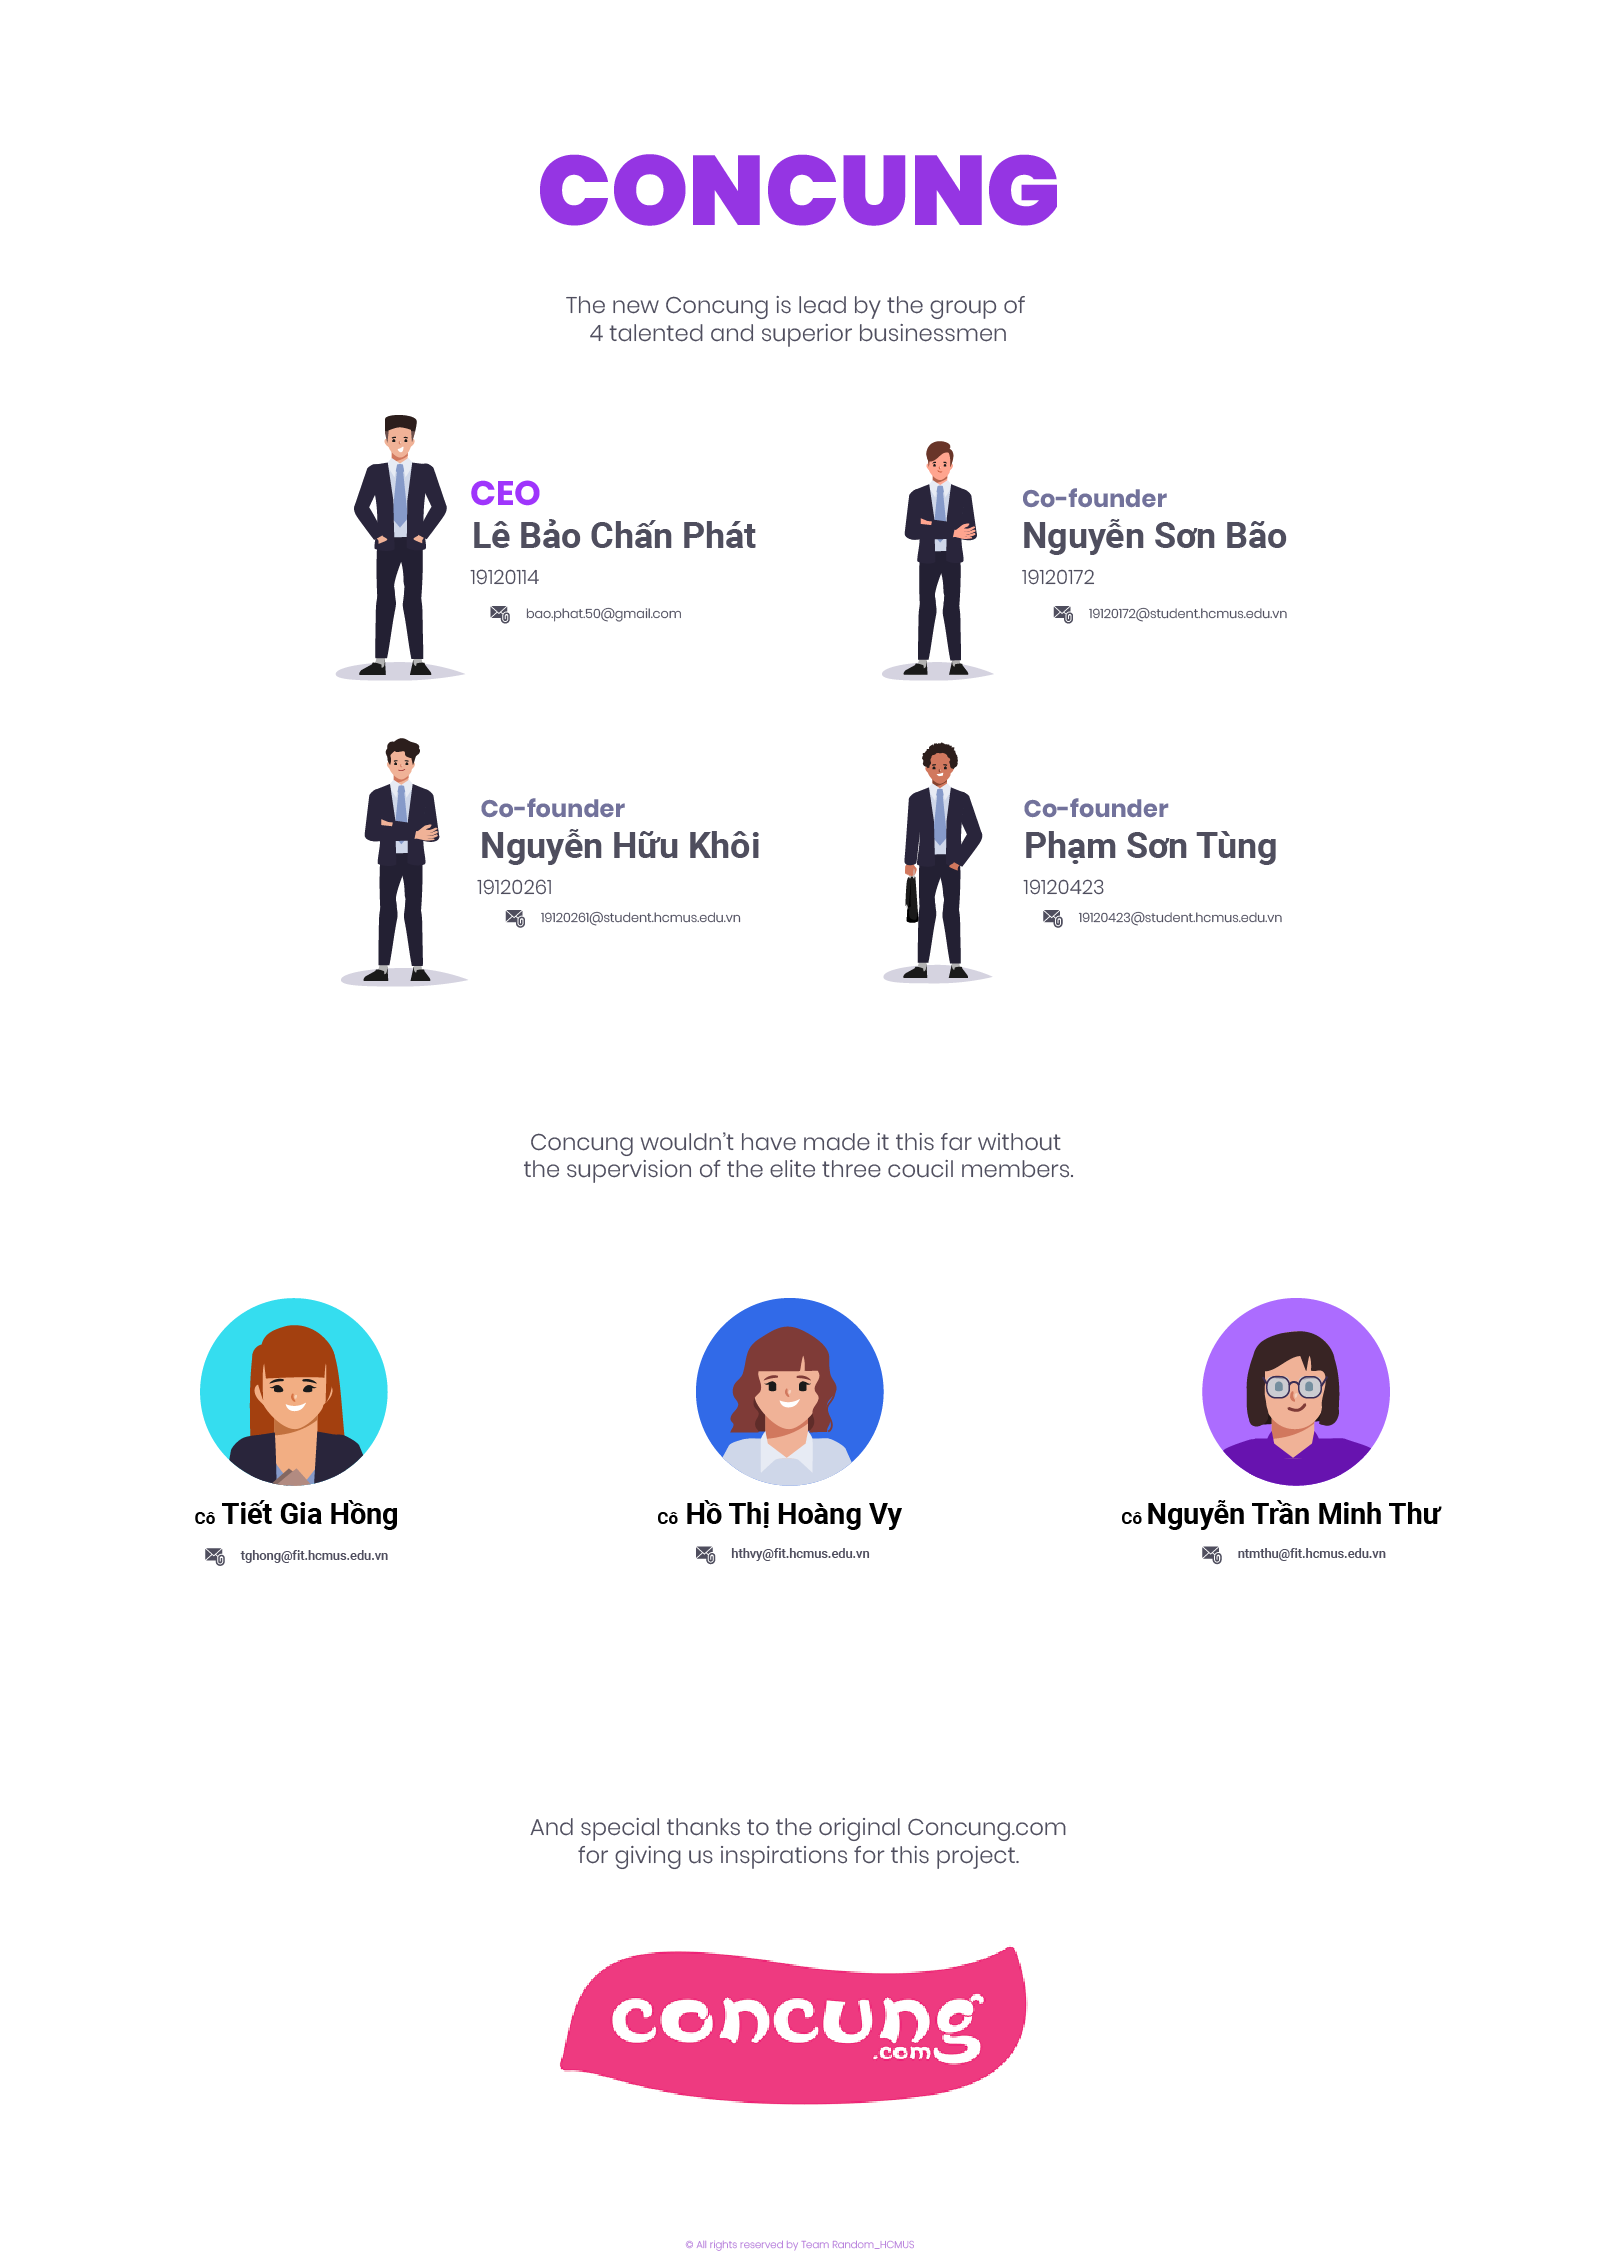 CONCUNG
The new Concung is lead by the group of
4 talented and superior businessmen
CEO
Lê Bảo Chấn Phát
19120114
bao.phat.50@gmail.com
Co-founder
Nguyễn Sơn Bão
19120172
19120172@student.hcmus.edu.vn
Co-founder
Nguyễn Hữu Khôi
19120261
19120261@student.hcmus.edu.vn
Co-founder
Phạm Sơn Tùng
19120423
19120423@student.hcmus.edu.vn
Concung wouldn't have made it this far without
the supervision of the elite three coucil members.
Cô Tiết Gia Hồng
tghong@fit.hcmus.edu.vn
Cô Hồ Thị Hoàng Vy
hthvy@fit.hcmus.edu.vn
Cô Nguyễn Trần Minh Thư
ntmthu@fit.hcmus.edu.vn
And special thanks to the original Concung.com
for giving us inspirations for this project.
concung
.com
© All rights reserved by Team Random_HCMUS